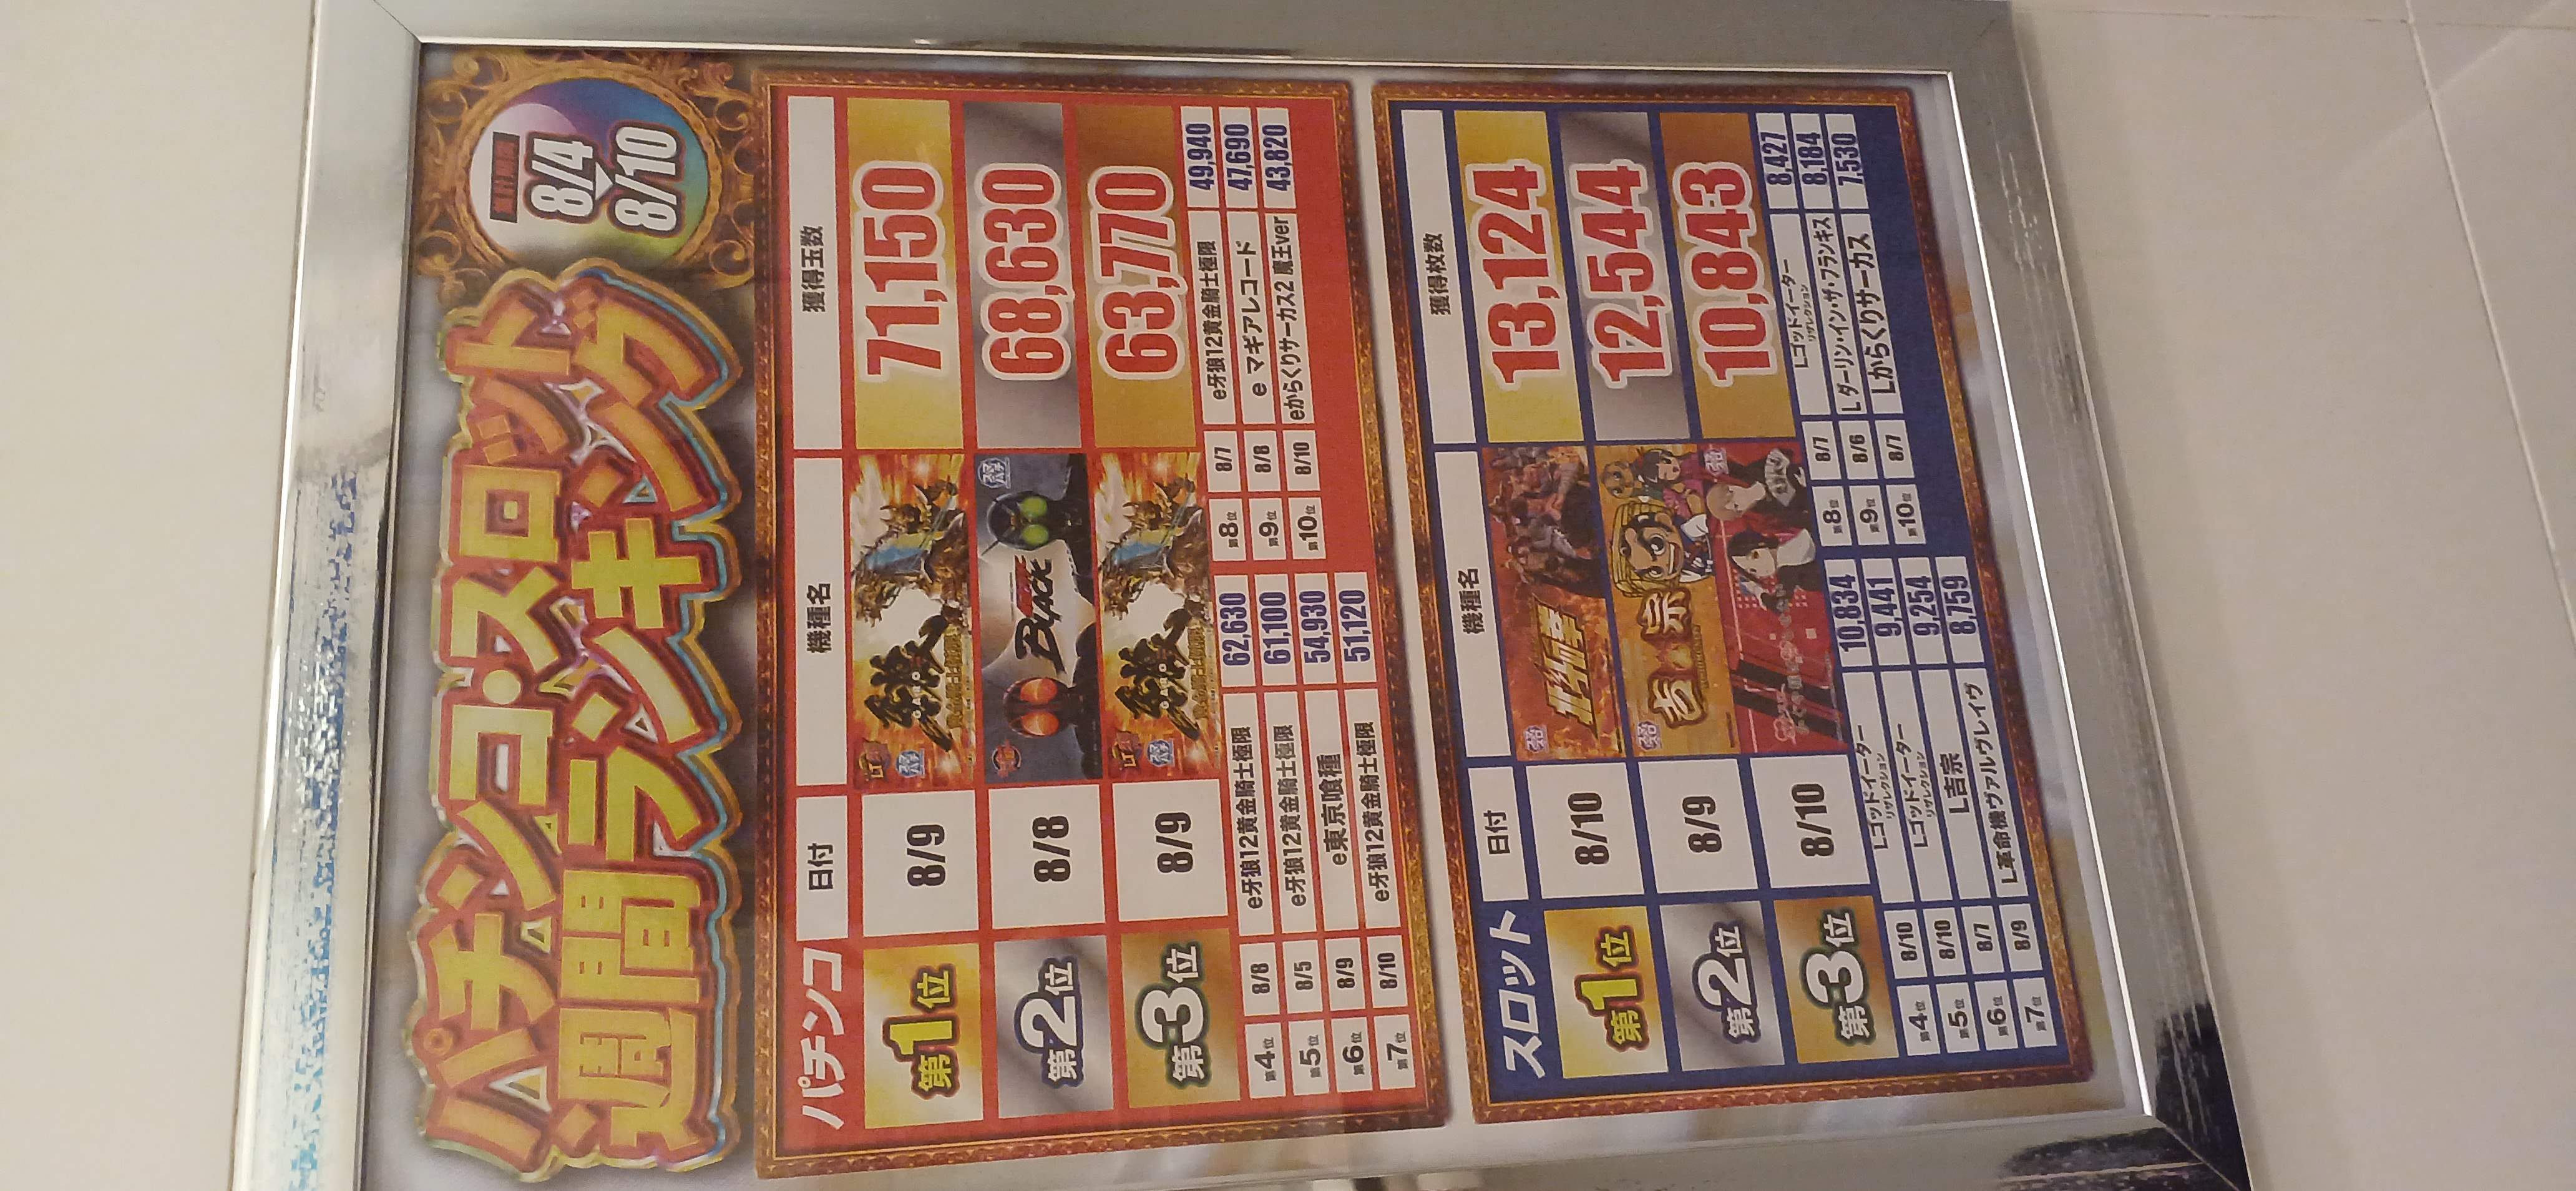 パチンコ・スロット
週間ランキング
8/4
8/10
パチンコ 日付 機種名 獲得玉数
第1位 8/9 牙狼 GARO 71,150
第2位 8/8 BLACK 68,630
第3位 8/9 牙狼 GARO 63,770
第4位 8/8 e牙狼12黄金騎士極限 62,630
第5位 8/5 e牙狼12黄金騎士極限 61,100
第6位 8/9 e東京喰種 54,930
第7位 8/10 e牙狼12黄金騎士極限 51,120
第8位 8/7 e牙狼12黄金騎士極限 49,940
第9位 8/8 e マギアレコード 47,690
第10位 8/10 eからくりサーカス2 魔王ver 43,820
スロット 日付 機種名 獲得枚数
第1位 8/10 北斗の拳 13,124
第2位 8/9 吉宗 12,544
第3位 8/10 10,843
第4位 8/10 Lゴッドイーター リザレクション 10,834
第5位 8/10 Lゴッドイーター リザレクション 9,441
第6位 8/7 L吉宗 9,254
第7位 8/9 L革命機ヴァルヴレイヴ 8,759
第8位 8/7 Lゴッドイーター リザレクション 8,427
第9位 8/6 L ダーリン・イン・ザ・フランキス 8,184
第10位 8/7 Lからくりサーカス 7,530